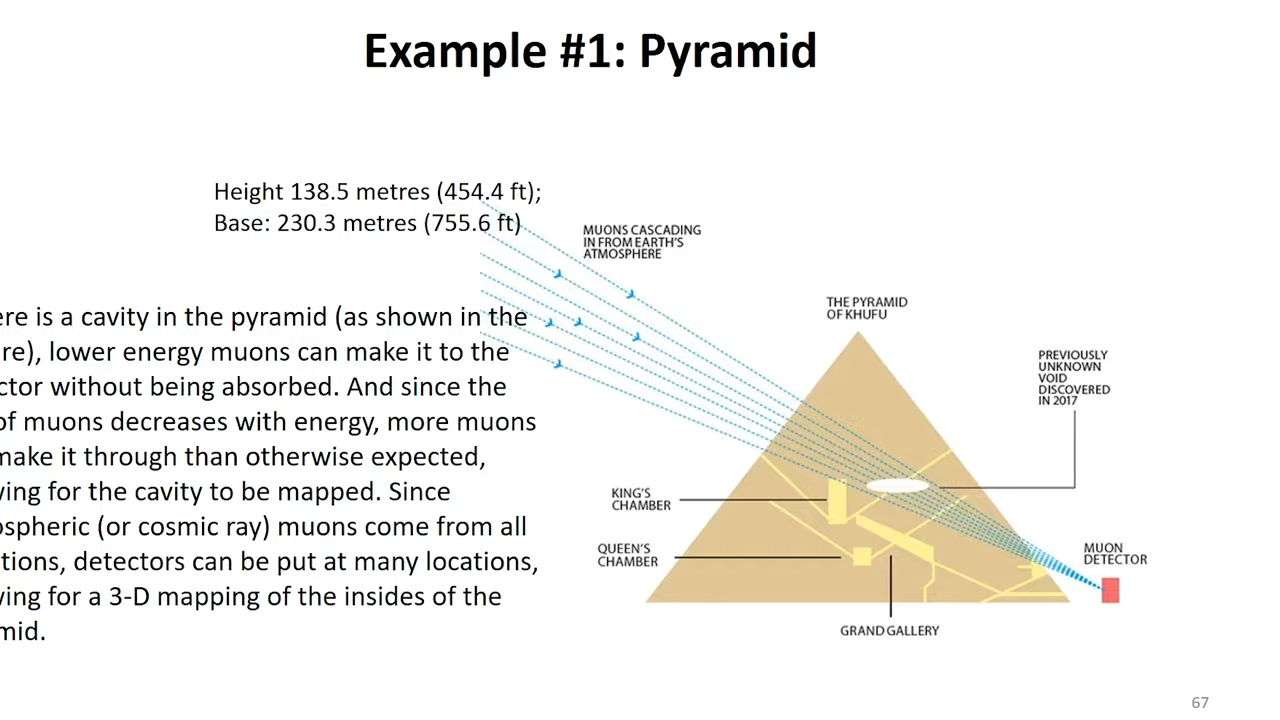 Example #1: Pyramid
Height 138.5 metres (454.4 ft);
Base: 230.3 metres (755.6 ft)
ere is a cavity in the pyramid (as shown in the
re), lower energy muons can make it to the
ctor without being absorbed. And since the
of muons decreases with energy, more muons
make it through than otherwise expected,
ving for the cavity to be mapped. Since
ospheric (or cosmic ray) muons come from all
tions, detectors can be put at many locations,
ving for a 3-D mapping of the insides of the
mid.
MUONS CASCADING
IN FROM EARTH'S
ATMOSPHERE
THE PYRAMID
OF KHUFU
PREVIOUSLY
UNKNOWN
VOID
DISCOVERED
IN 2017
KING'S
CHAMBER
QUEEN'S
CHAMBER
MUON
DETECTOR
GRAND GALLERY
67